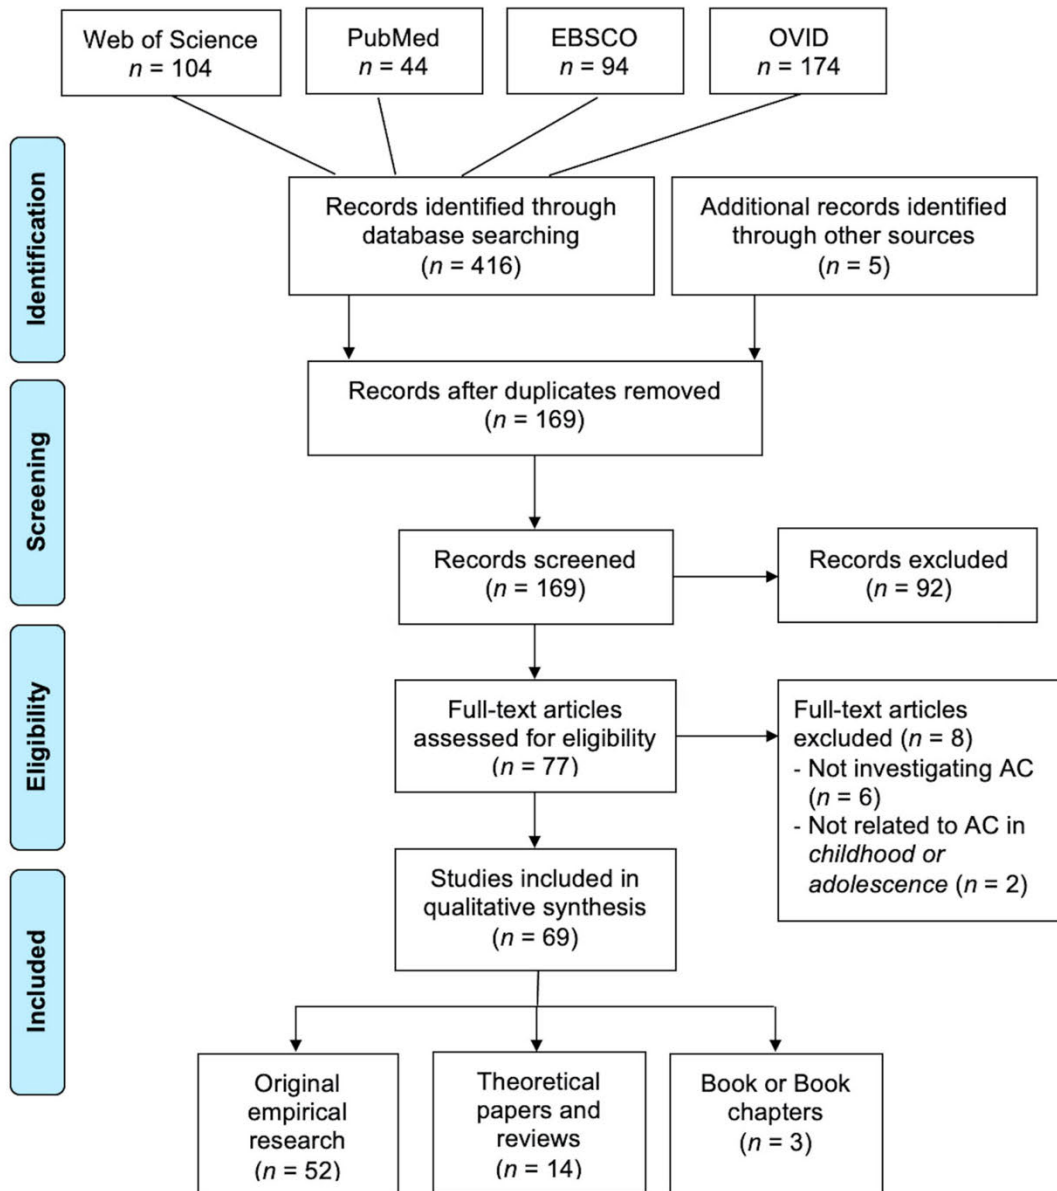 Web of Science
n = 104
PubMed
n = 44
EBSCO
n = 94
OVID
n = 174
Identification
Records identified through
database searching
(n = 416)
Additional records identified
through other sources
(n = 5)
Screening
Records after duplicates removed
(n = 169)
Records screened
(n = 169)
Records excluded
(n = 92)
Eligibility
Full-text articles
assessed for eligibility
(n = 77)
Full-text articles
excluded (n = 8)
- Not investigating AC
(n = 6)
- Not related to AC in
childhood or
adolescence (n = 2)
Included
Studies included in
qualitative synthesis
(n = 69)
Original
empirical
research
(n = 52)
Theoretical
papers and
reviews
(n = 14)
Book or Book
chapters
(n = 3)